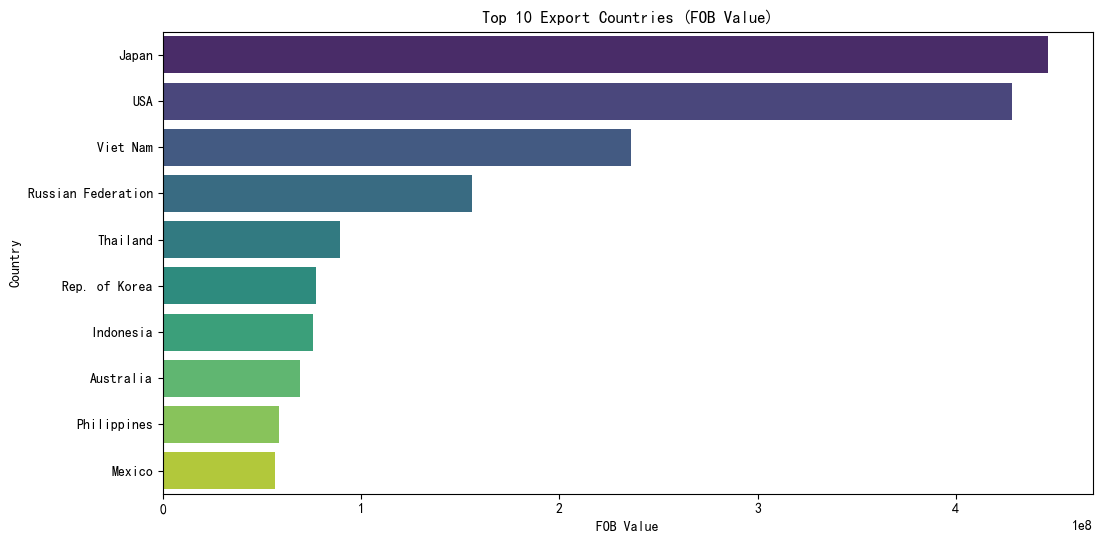 Top 10 Export Countries (FOB Value)
Japan
USA
Viet Nam
Russian Federation
Thailand
Rep. of Korea
Indonesia
Australia
Philippines
Mexico
Country
0 1 2 3 4
1e8
FOB Value